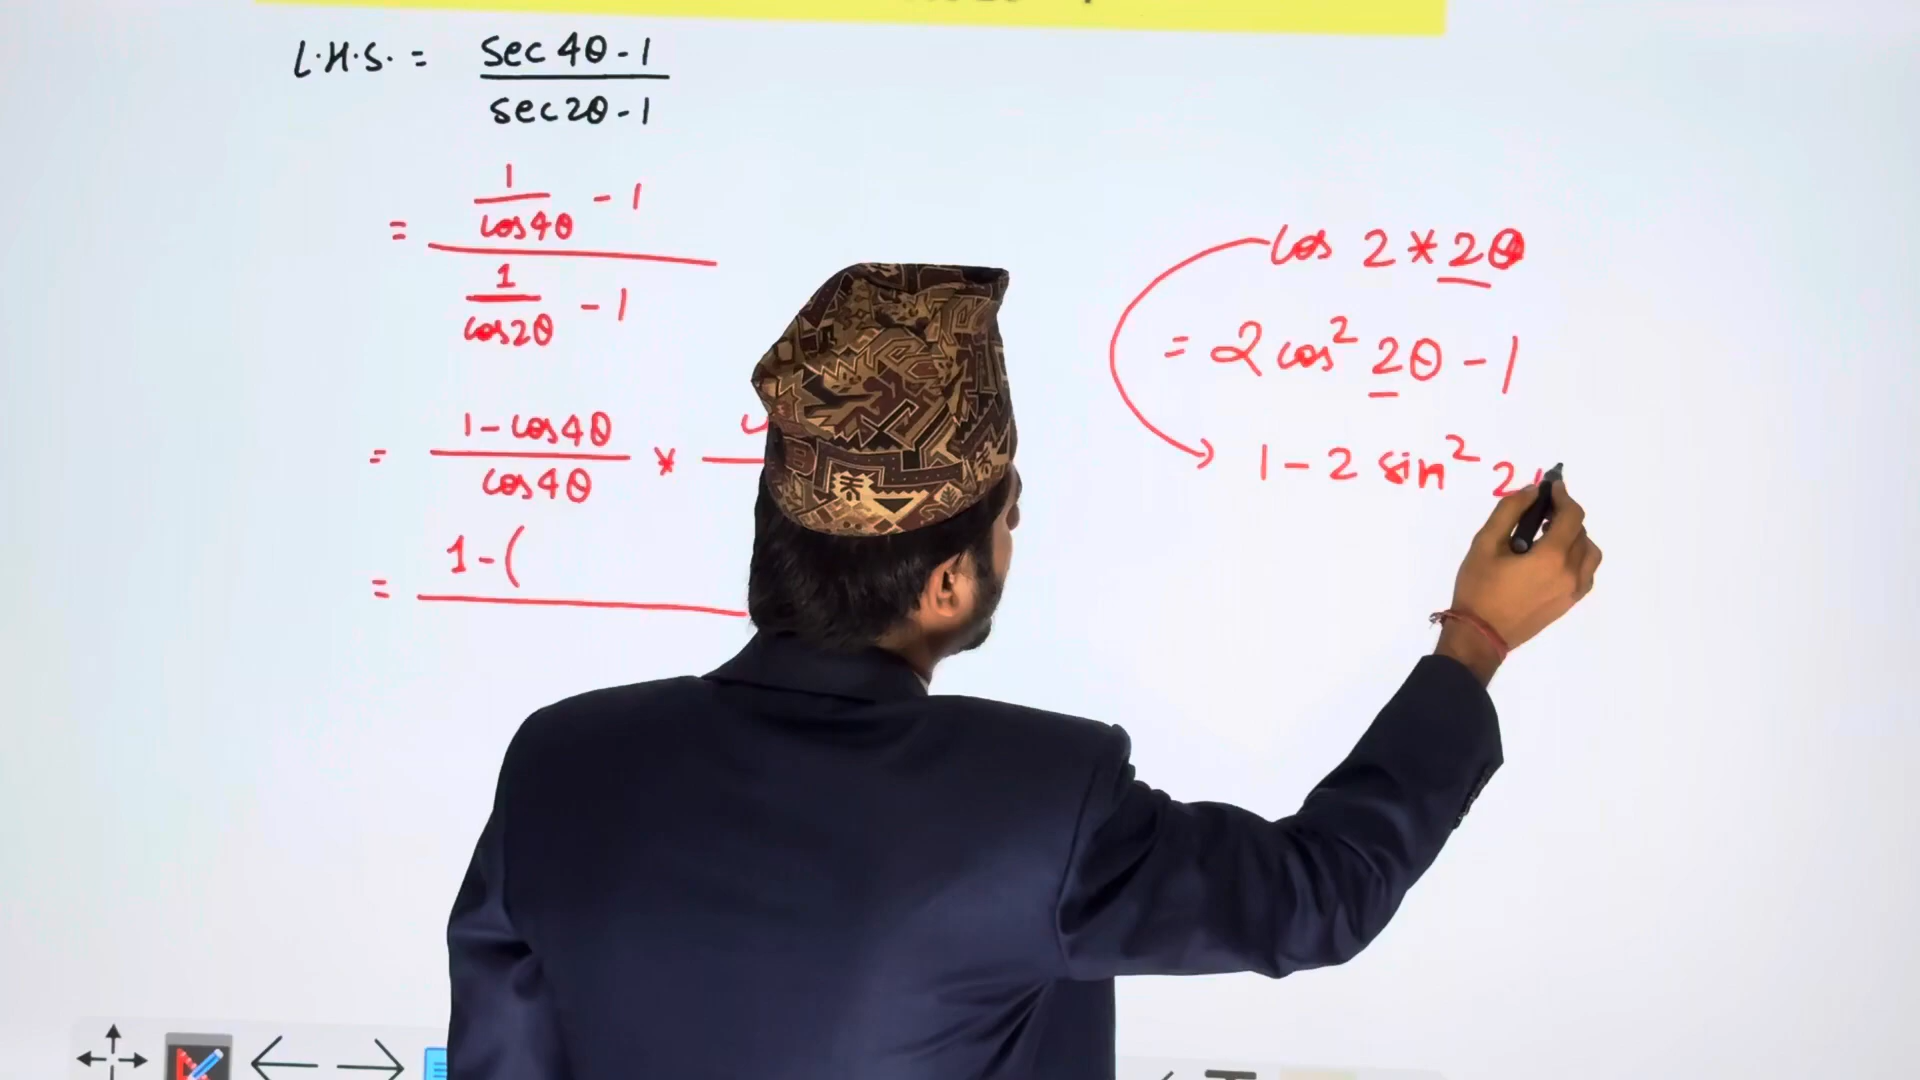 L.H.S. = sec 4θ - 1 / sec 2θ - 1
= 1/cos4θ - 1 / 1/cos2θ - 1
= 1 - cos4θ / cos4θ *
= 1 - (
cos 2 * 2θ
= 2 cos² 2θ - 1
1 - 2 sin² 2